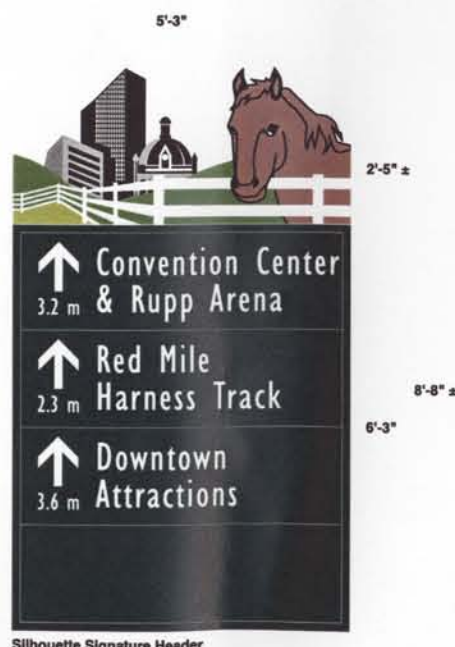 5'-3"
2'-5" ±
Convention Center
3.2 m & Rupp Arena
Red Mile
2.3 m Harness Track
8'-8" ±
6'-3"
Downtown
3.6 m Attractions
Silhouette Signature Header